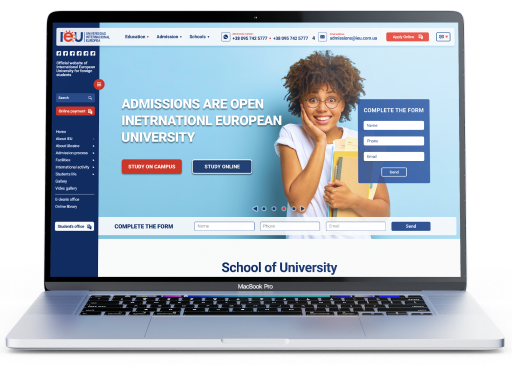 IEU
UNIVERSIDAD
INTERNATIONAL
EUROPEA
Education
Admission
Schools
+38 095 742 5777 • +38 095 742 5777
4
admissions@ieu.com.ua
Apply Online
Official website of
International European
University for foreign
students
Search
Online payment
Home
About IEU
About Ukraine
Admission process
Facilities
International activity
Students life
Gallery
Video gallery
E-deank office
Online library
Student's office
ADMISSIONS ARE OPEN
INETRNATIONL EUROPEAN
UNIVERSITY
STUDY ON CAMPUS
STUDY ONLINE
COMPLETE THE FORM
Name
Phone
Email
Send
COMPLETE THE FORM
Name
Phone
Email
Send
School of University
MacBook Pro